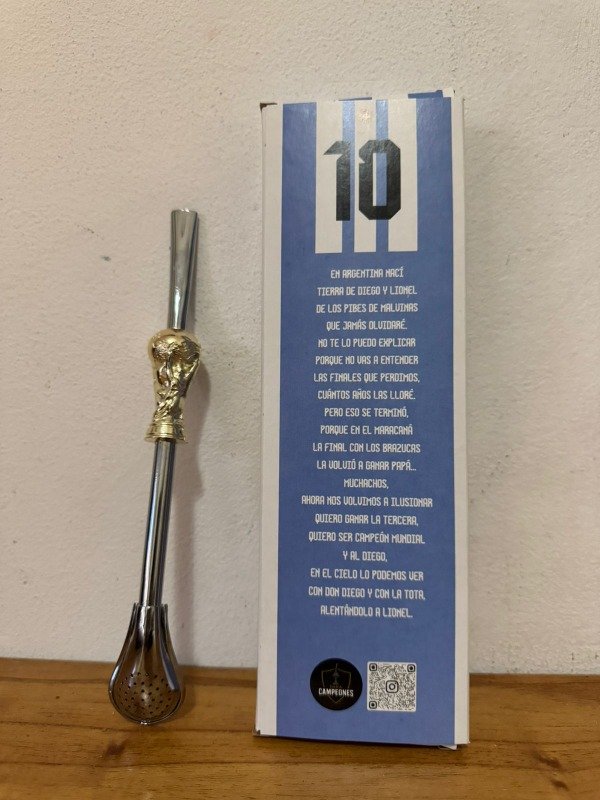 10
EN ARGENTINA NACÍ
TIERRA DE DIEGO Y LIONEL
DE LOS PIBES DE MALVINAS
QUE JAMÁS OLVIDARÉ.
NO TE LO PUEDO EXPLICAR
PORQUE NO VAS A ENTENDER
LAS FINALES QUE PERDIMOS,
CUÁNTOS AÑOS LAS LLORÉ.
PERO ESO SE TERMINÓ,
PORQUE EN EL MARACANÁ
LA FINAL CON LOS BRAZUCAS
LA VOLVIÓ A GANAR PAPÁ...
MUCHACHOS,
AHORA NOS VOLVIMOS A ILUSIONAR
QUIERO GANAR LA TERCERA,
QUIERO SER CAMPEÓN MUNDIAL
Y AL DIEGO,
EN EL CIELO LO PODEMOS VER
CON DON DIEGO Y CON LA TOTA,
ALENTÁNDOLO A LIONEL.
CAMPEONES